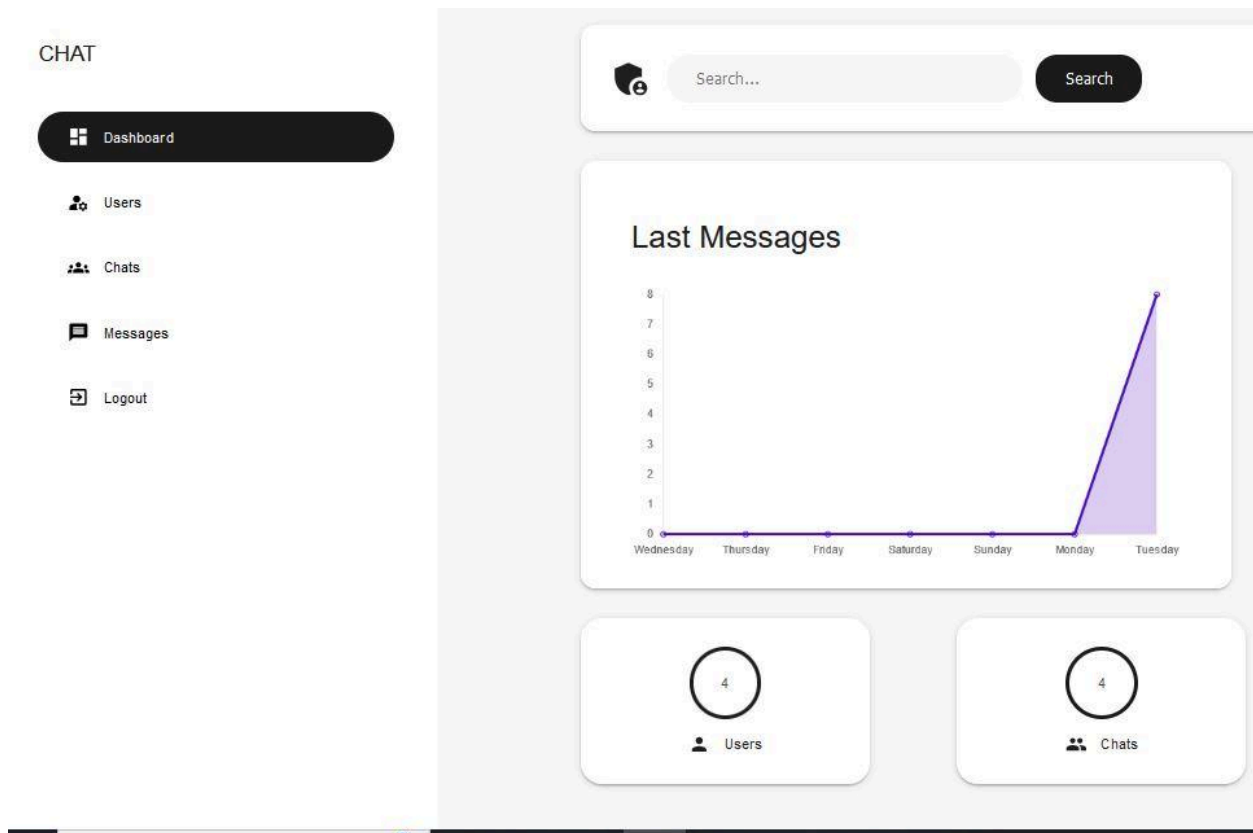 CHAT
Dashboard
Users
Chats
Messages
Logout
Search...
Search
Last Messages
8
7
6
5
4
3
2
1
0
Wednesday Thursday Friday Saturday Sunday Monday Tuesday
4
Users
4
Chats